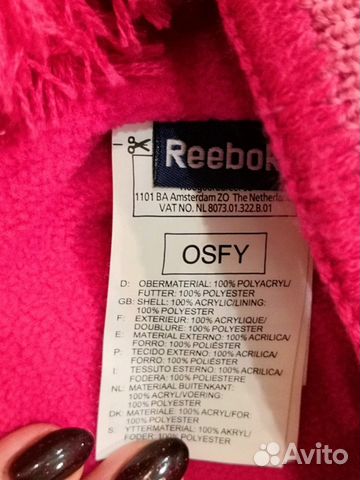 Reebok
1101 BA Amsterdam ZO The Netherlands
VAT NO. NL 8073.01.322.B.01
OSFY
D: OBERMATERIAL: 100% POLYACRYL/
FUTTER: 100% POLYESTER
GB: SHELL: 100% ACRYLIC/LINING:
100% POLYESTER
F: EXTERIEUR: 100% ACRYLIQUE/
DOUBLURE: 100% POLYESTER
E: MATERIAL EXTERNO: 100% ACRILICA/
FORRO: 100% POLIÉSTER
P: TECIDO EXTERNO: 100% ACRILICA/
FORRO: 100% POLIESTER
I: TESSUTO ESTERNO: 100% ACRILICA/
FODERA: 100% POLIESTERE
NL: MATERIAAL BUITENKANT:
100% ACRYL/VOERING:
100% POLYESTER
DK: MATERIALE: 100% ACRYL/FOR
100% POLYESTER
S: YTTERMATERIAL: 100% AKRYL/
FODER: 100% POLYESTER
Avito